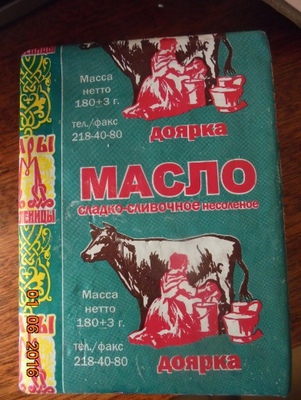 Масса
нетто
180±3 г.
тел./факс
218-40-80
доярка
МАСЛО
сладко-сливочное несоленое
Масса
нетто
180±3 г.
тел./факс
218-40-80
доярка
01 06 2016